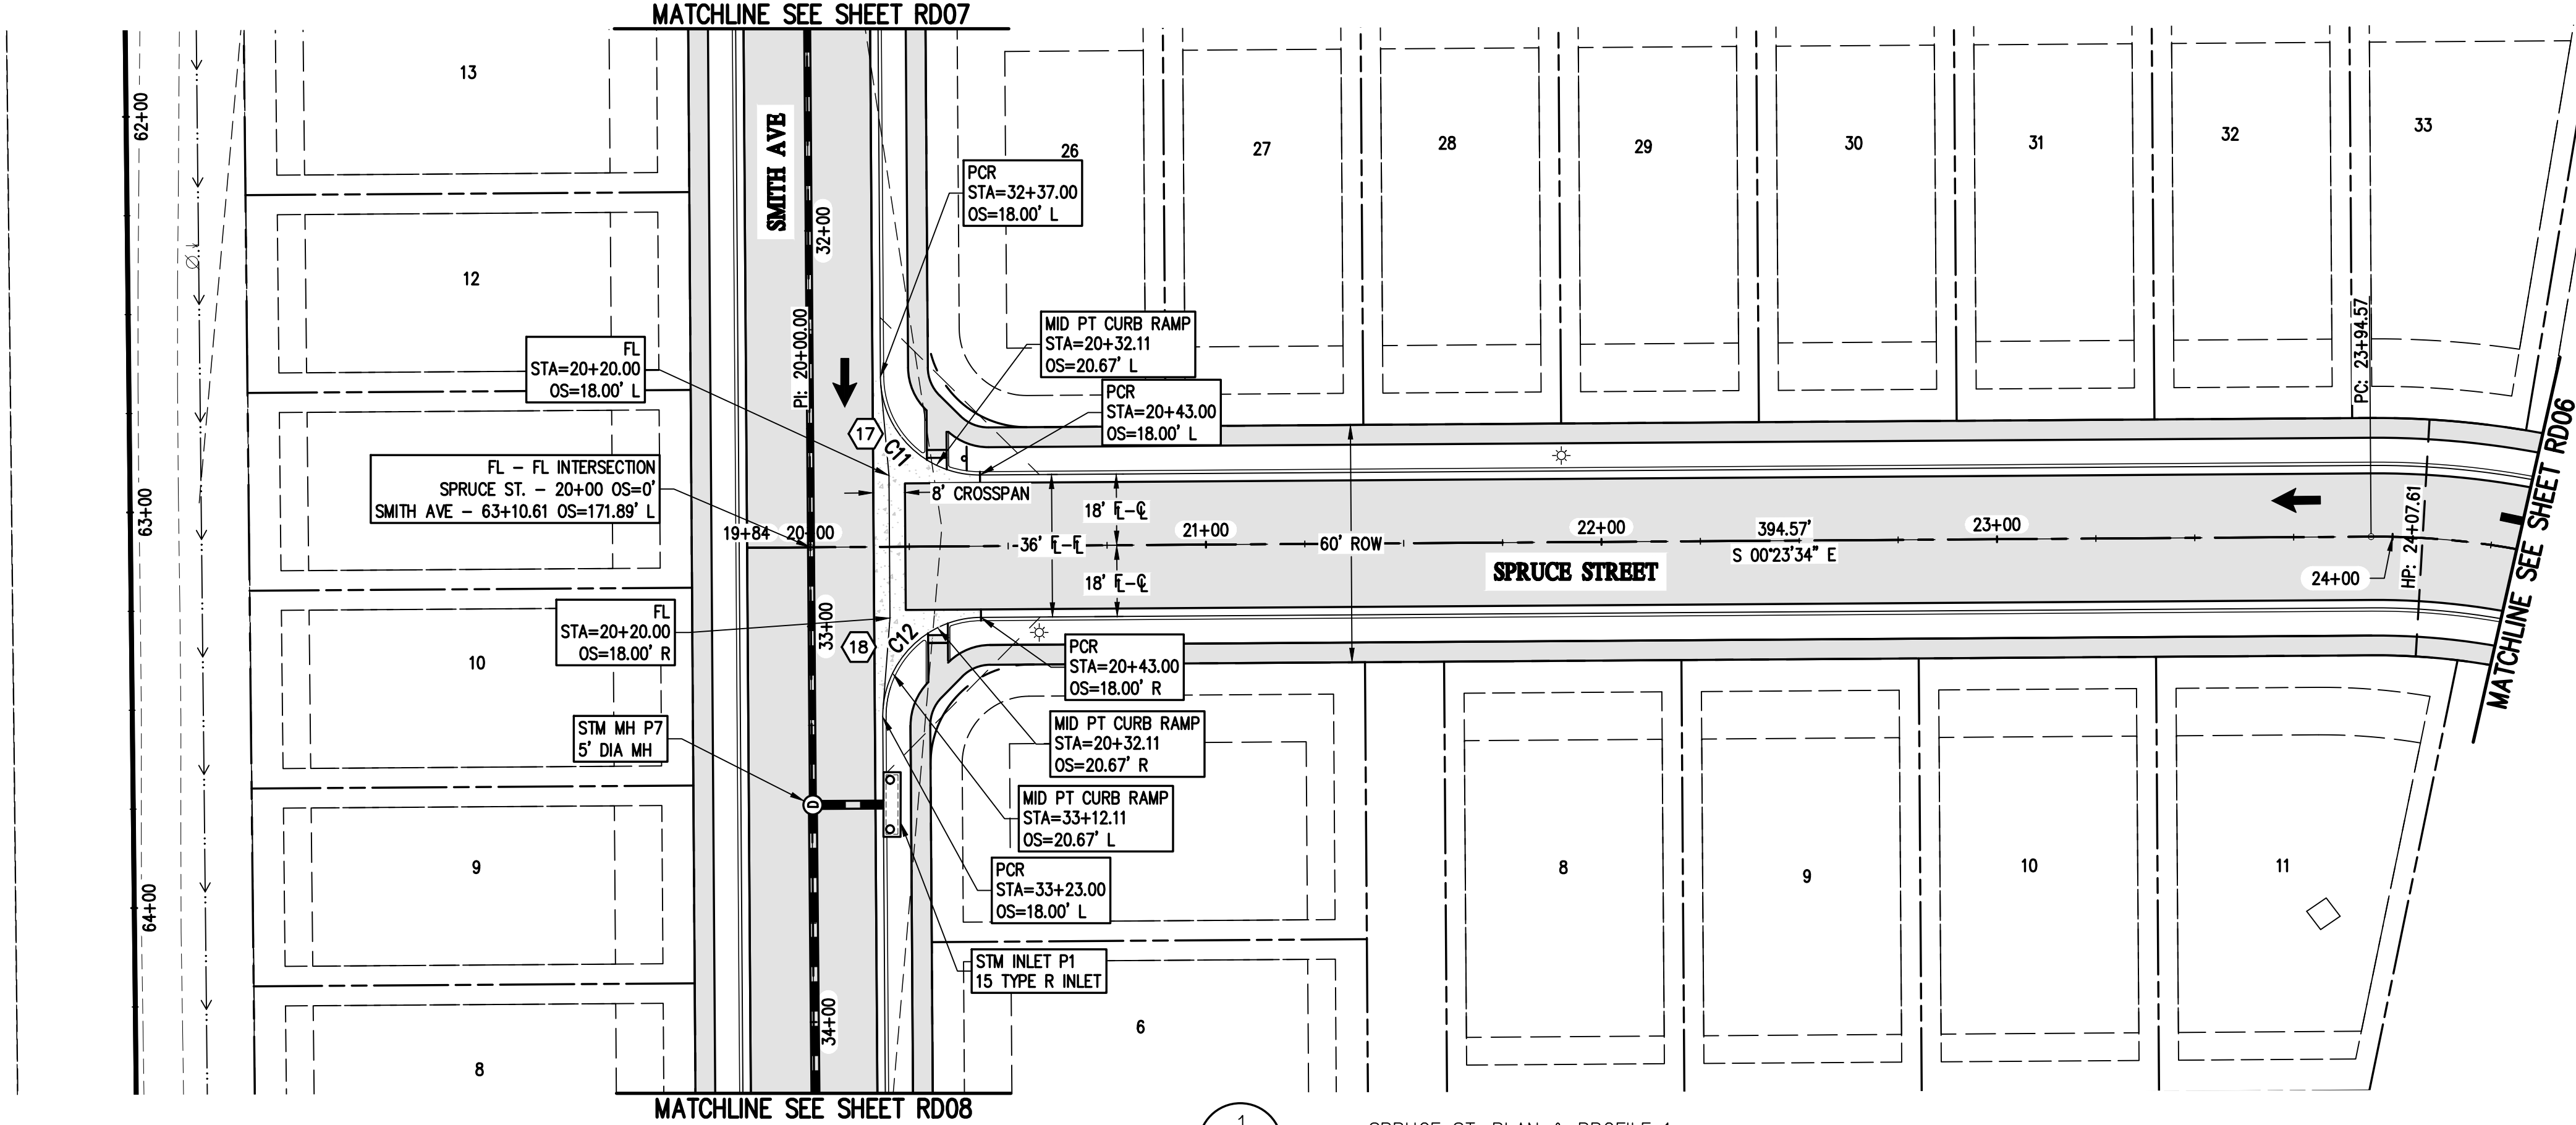 MATCHLINE SEE SHEET RD07
13
26
27
28
29
30
31
32
33
62+00
SMITH AVE
32+00
PCR
STA=32+37.00
OS=18.00' L
12
PI: 20+00.00
MID PT CURB RAMP
STA=20+32.11
OS=20.67' L
FL
STA=20+20.00
OS=18.00' L
PCR
STA=20+43.00
OS=18.00' L
PC: 23+94.57
17
C11
FL - FL INTERSECTION
SPRUCE ST. - 20+00 OS=0'
SMITH AVE - 63+10.61 OS=171.89' L
8' CROSSPAN
63+00
18' FL-CL
19+84
20+00
36' FL-FL
21+00
60' ROW
22+00
394.57'
S 00°23'34" E
23+00
24+00
HP: 24+07.61
MATCHLINE SEE SHEET RD06
18' FL-CL
SPRUCE STREET
FL
STA=20+20.00
OS=18.00' R
33+00
18
C12
10
PCR
STA=20+43.00
OS=18.00' R
STM MH P7
5' DIA MH
MID PT CURB RAMP
STA=20+32.11
OS=20.67' R
D
MID PT CURB RAMP
STA=33+12.11
OS=20.67' L
9
8
9
10
11
PCR
STA=33+23.00
OS=18.00' L
64+00
STM INLET P1
15 TYPE R INLET
34+00
6
8
MATCHLINE SEE SHEET RD08
1
SPRUCE ST. PLAN & PROFILE 1